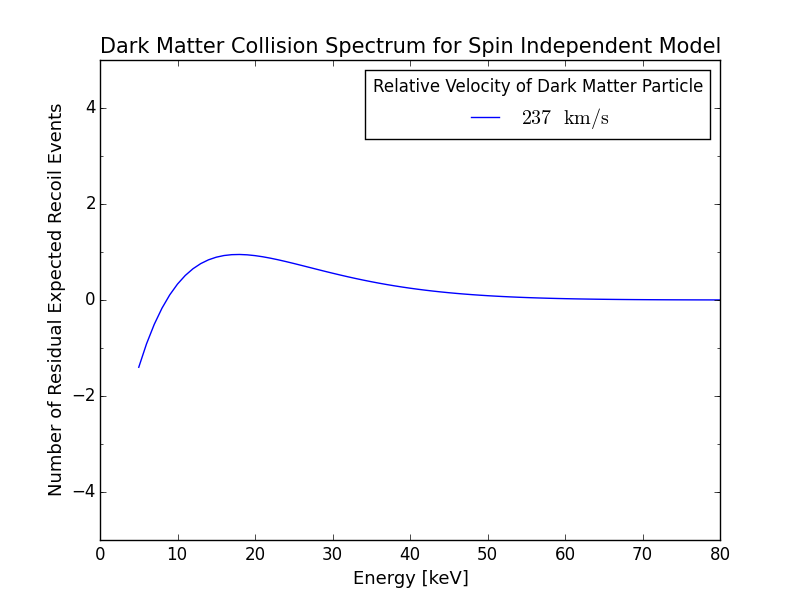 Dark Matter Collision Spectrum for Spin Independent Model
Relative Velocity of Dark Matter Particle
237 km/s
Number of Residual Expected Recoil Events
4
2
0
−2
−4
0 10 20 30 40 50 60 70 80
Energy [keV]